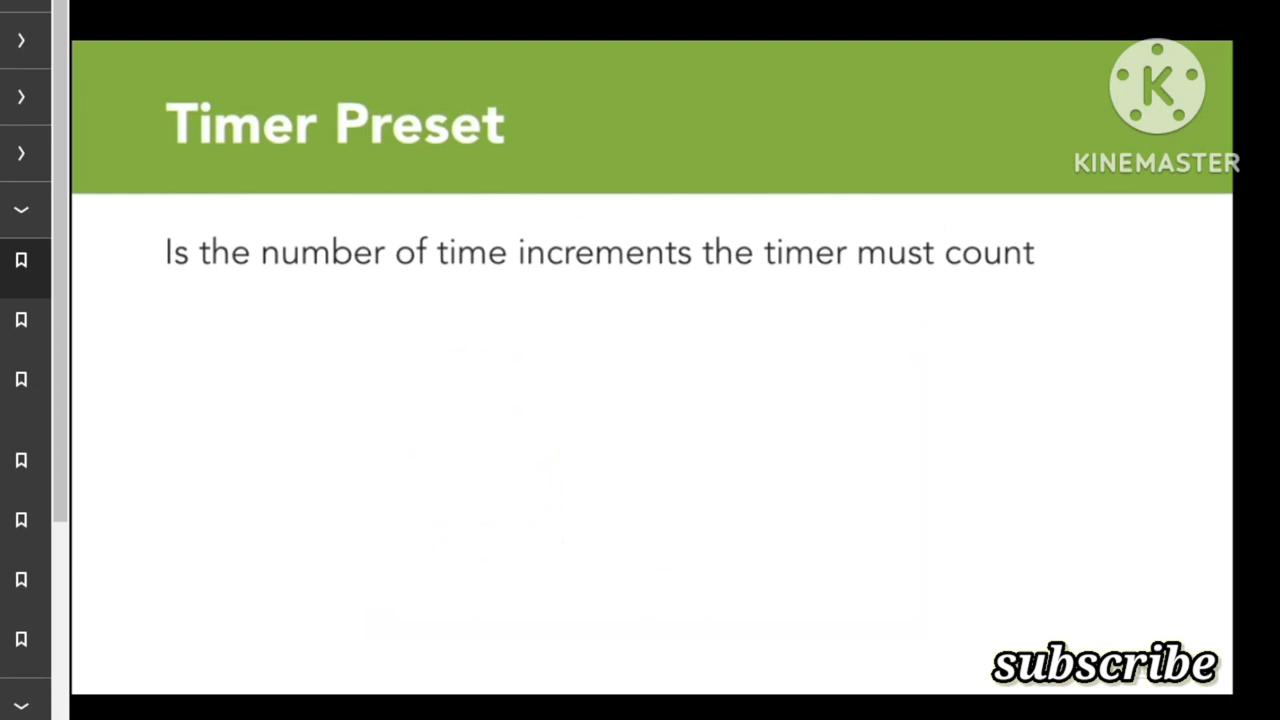 Timer Preset
K
KINEMASTER
Is the number of time increments the timer must count
subscribe